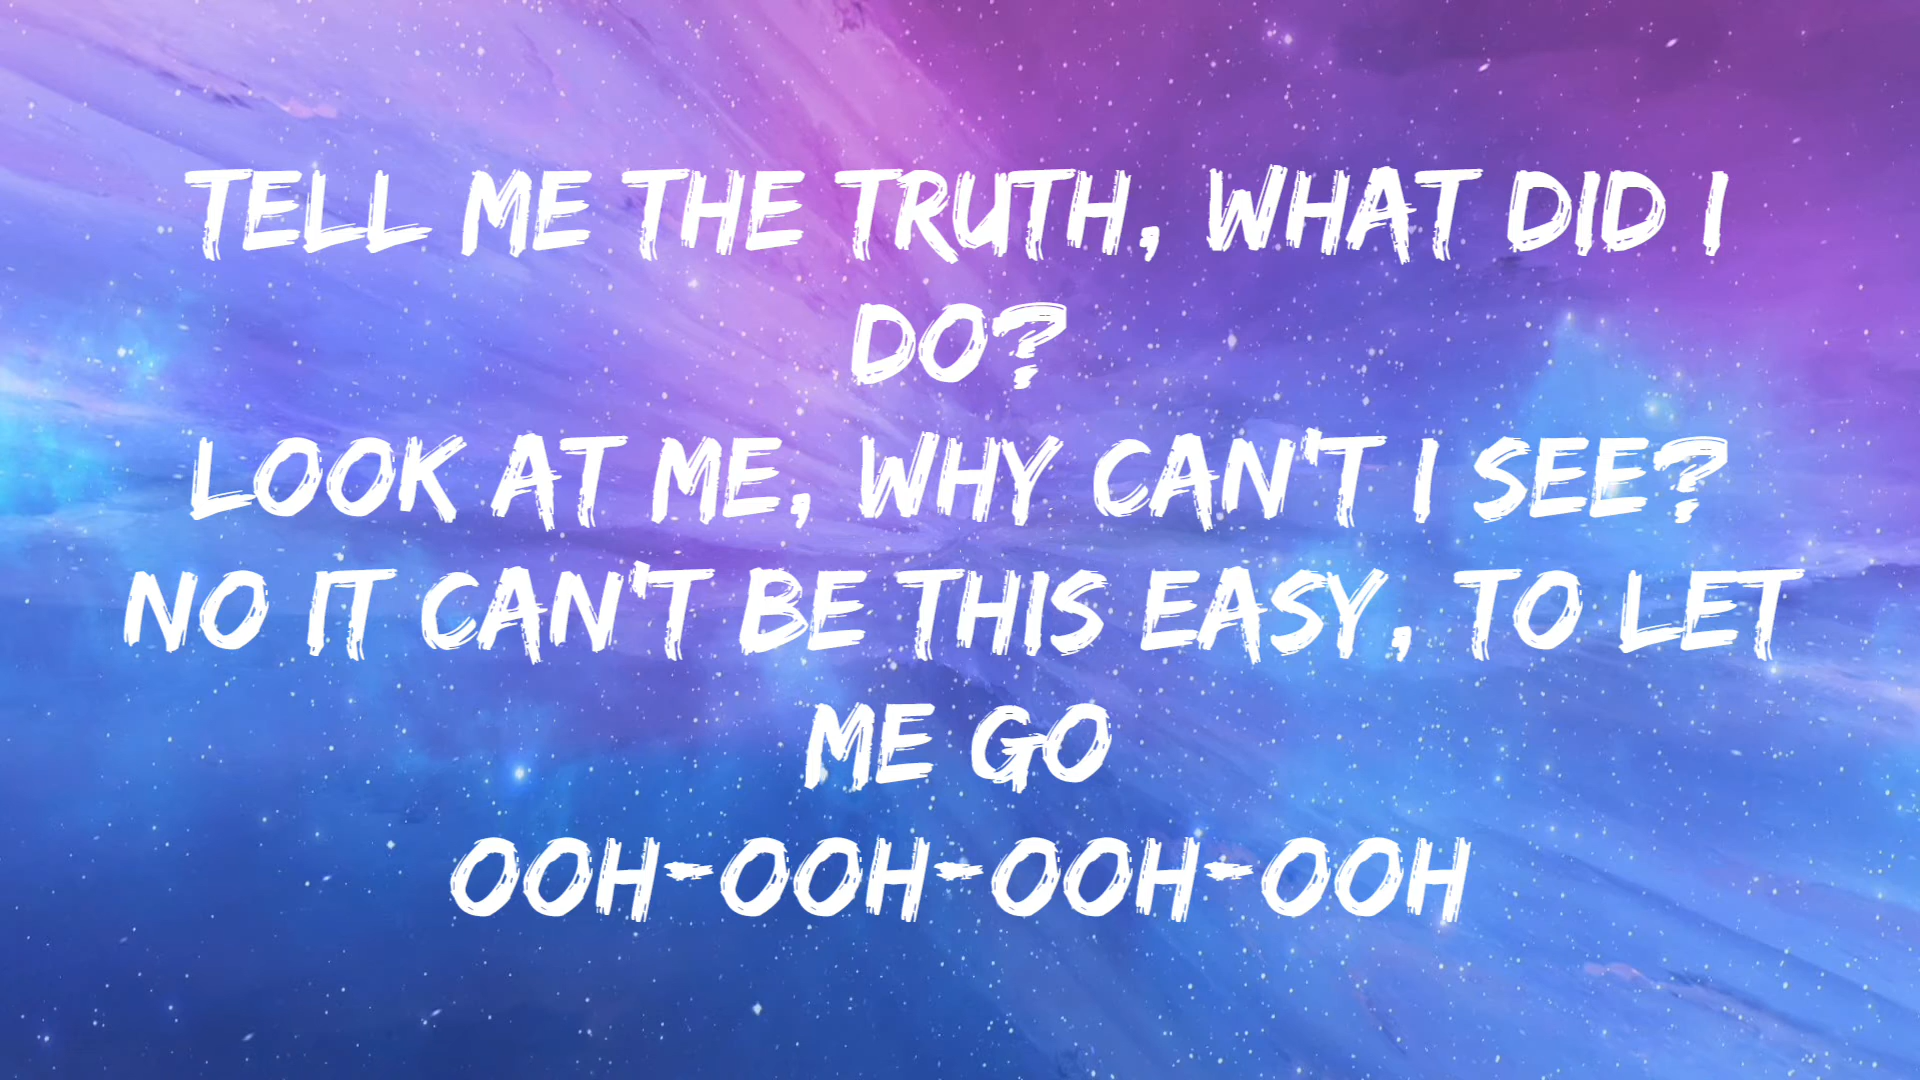 TELL ME THE TRUTH, WHAT DID I
DO?
LOOK AT ME, WHY CAN'T I SEE?
NO IT CAN'T BE THIS EASY, TO LET
ME GO
OOH-OOH-OOH-OOH